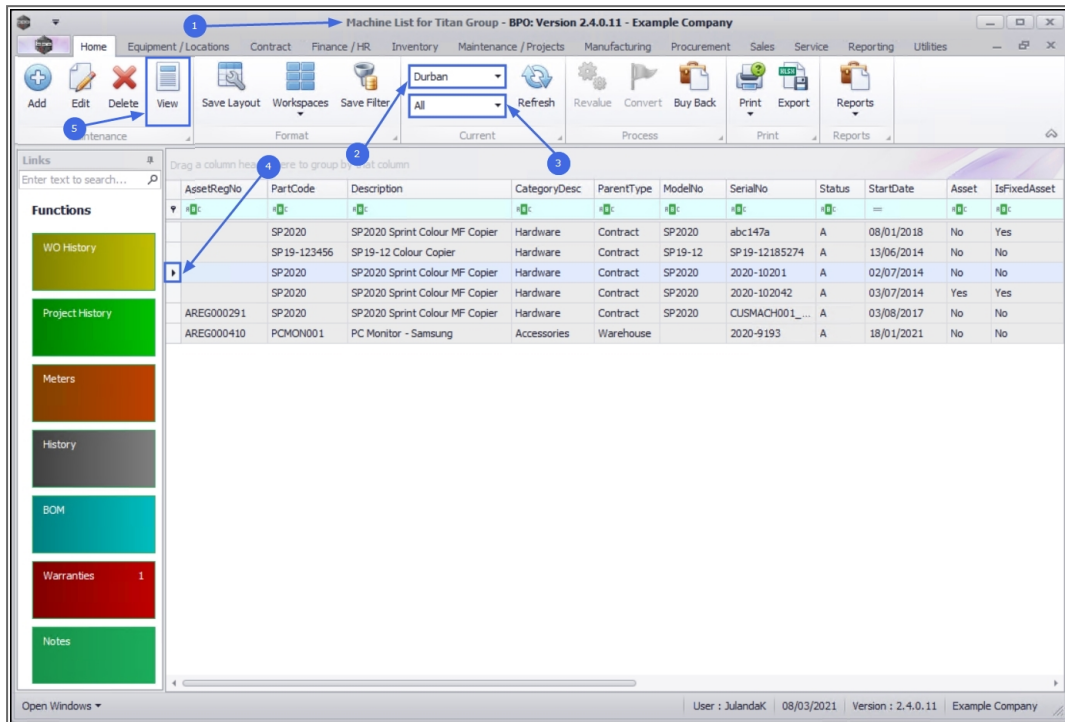 1
Machine List for Titan Group - BPO: Version 2.4.0.11 - Example Company
Home Equipment / Locations Contract Finance / HR Inventory Maintenance / Projects Manufacturing Procurement Sales Service Reporting Utilities
Add Edit Delete View Save Layout Workspaces Save Filter Durban Refresh Revalue Convert Buy Back Print Export Reports
All
5 2 3
Format Current Process Print Reports
Links
Drag a column here to group by that column
4
Enter text to search...
AssetRegNo PartCode Description CategoryDesc ParentType ModelNo SerialNo Status StartDate Asset IsFixedAsset
Functions
SP2020 SP2020 Sprint Colour MF Copier Hardware Contract SP2020 abc147a A 08/01/2018 No Yes
SP19-123456 SP19-12 Colour Copier Hardware Contract SP19-12 SP19-12185274 A 13/06/2014 No No
SP2020 SP2020 Sprint Colour MF Copier Hardware Contract SP2020 2020-10201 A 02/07/2014 No No
SP2020 SP2020 Sprint Colour MF Copier Hardware Contract SP2020 2020-102042 A 03/07/2014 Yes Yes
AREG000291 SP2020 SP2020 Sprint Colour MF Copier Hardware Contract SP2020 CUSMACH001_... A 03/08/2017 No No
AREG000410 PCMON001 PC Monitor - Samsung Accessories Warehouse 2020-9193 A 18/01/2021 No No
WO History
Project History
Meters
History
BOM
Warranties 1
Notes
Open Windows User : JulandaK 08/03/2021 Version : 2.4.0.11 Example Company